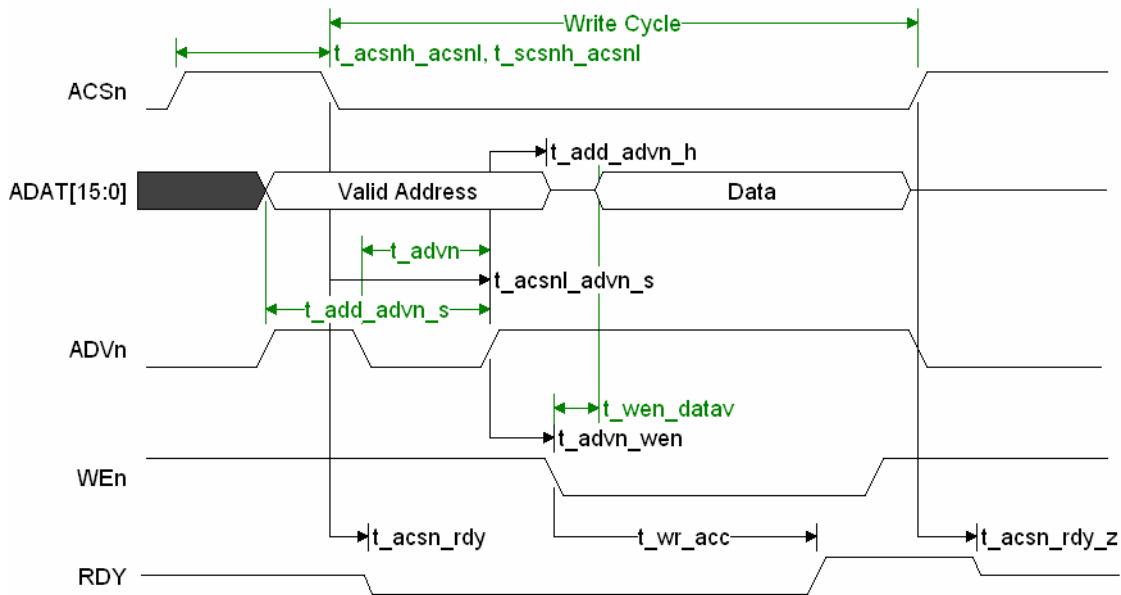 Write Cycle
t_acsnh_acsnl, t_scsnh_acsnl
ACSn
t_add_advn_h
ADAT[15:0]
Valid Address
Data
t_advn
t_acsnl_advn_s
t_add_advn_s
ADVn
t_wen_datav
t_advn_wen
WEn
t_acsn_rdy
t_wr_acc
t_acsn_rdy_z
RDY